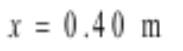 x = 0.40 m